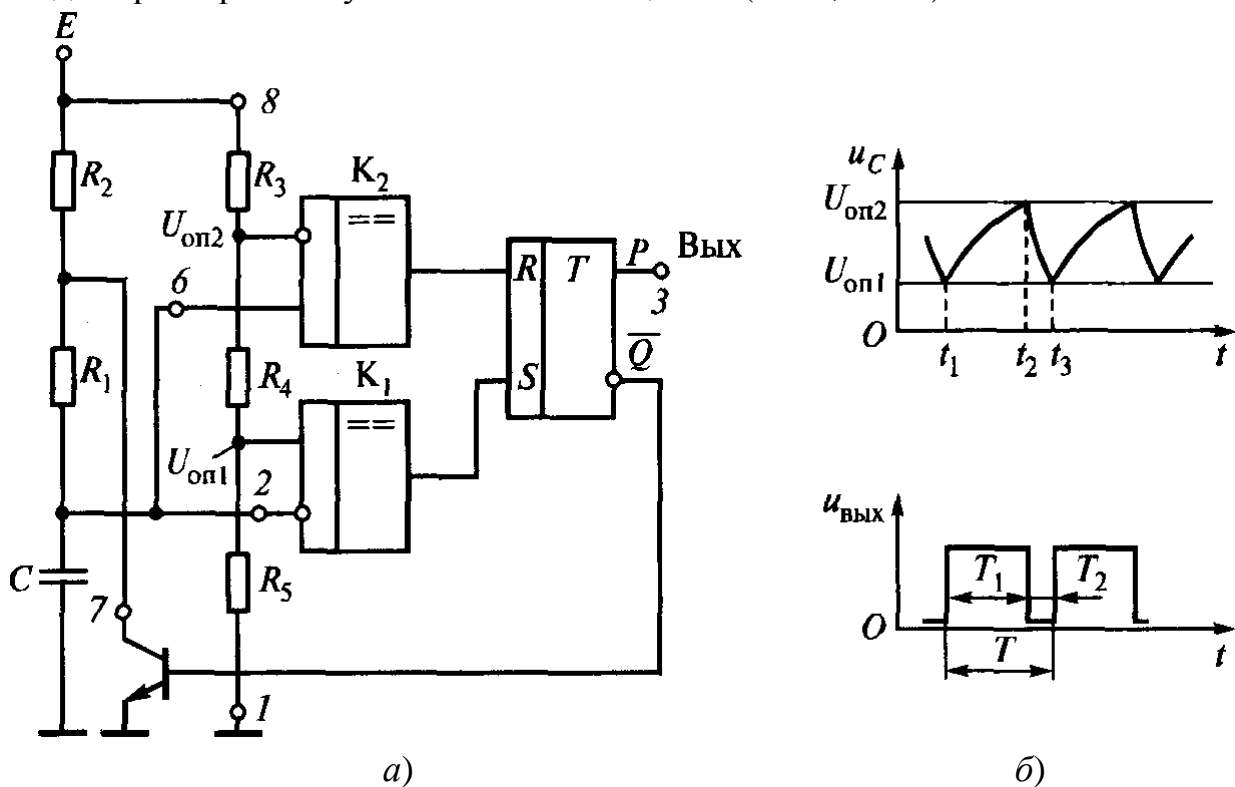 E
8
R₂
R₃
K₂
==
Uоп2
6
R
T
P
Вых
3
R₁
R₄
K₁
==
S
Q̅
Uоп1
2
C
R₅
7
1
а)
u_C
Uоп2
Uоп1
O
t₁
t₂
t₃
t
uвых
T₁
T₂
O
T
t
б)